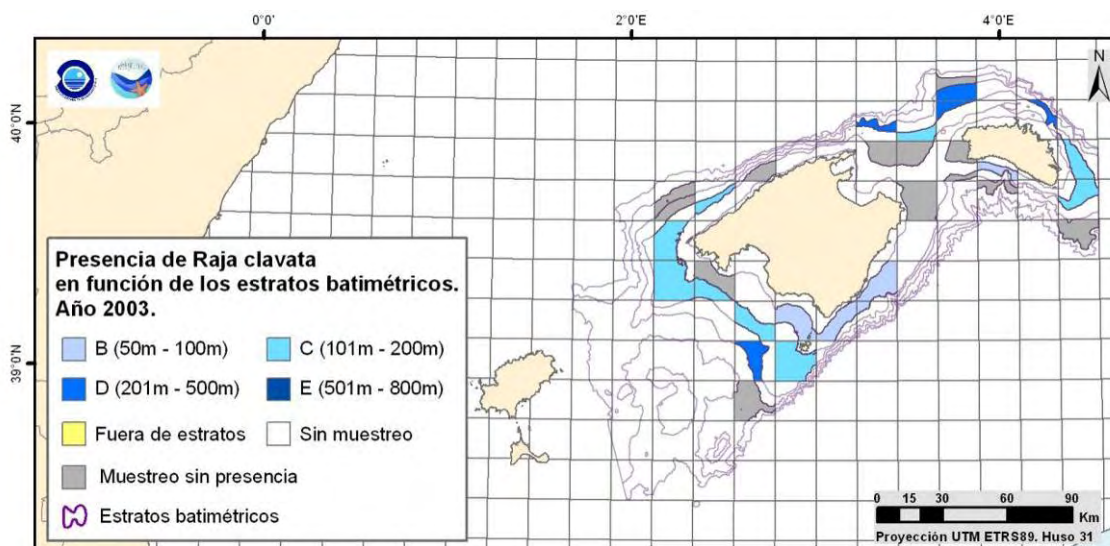 0°0'
2°0'E
4°0'E
40°0'N
39°0'N
N
Presencia de Raja clavata
en función de los estratos batimétricos.
Año 2003.
B (50m - 100m)
C (101m - 200m)
D (201m - 500m)
E (501m - 800m)
Fuera de estratos
Sin muestreo
Muestreo sin presencia
Estratos batimétricos
0 15 30 60 90
Km
Proyección UTM ETRS89. Huso 31